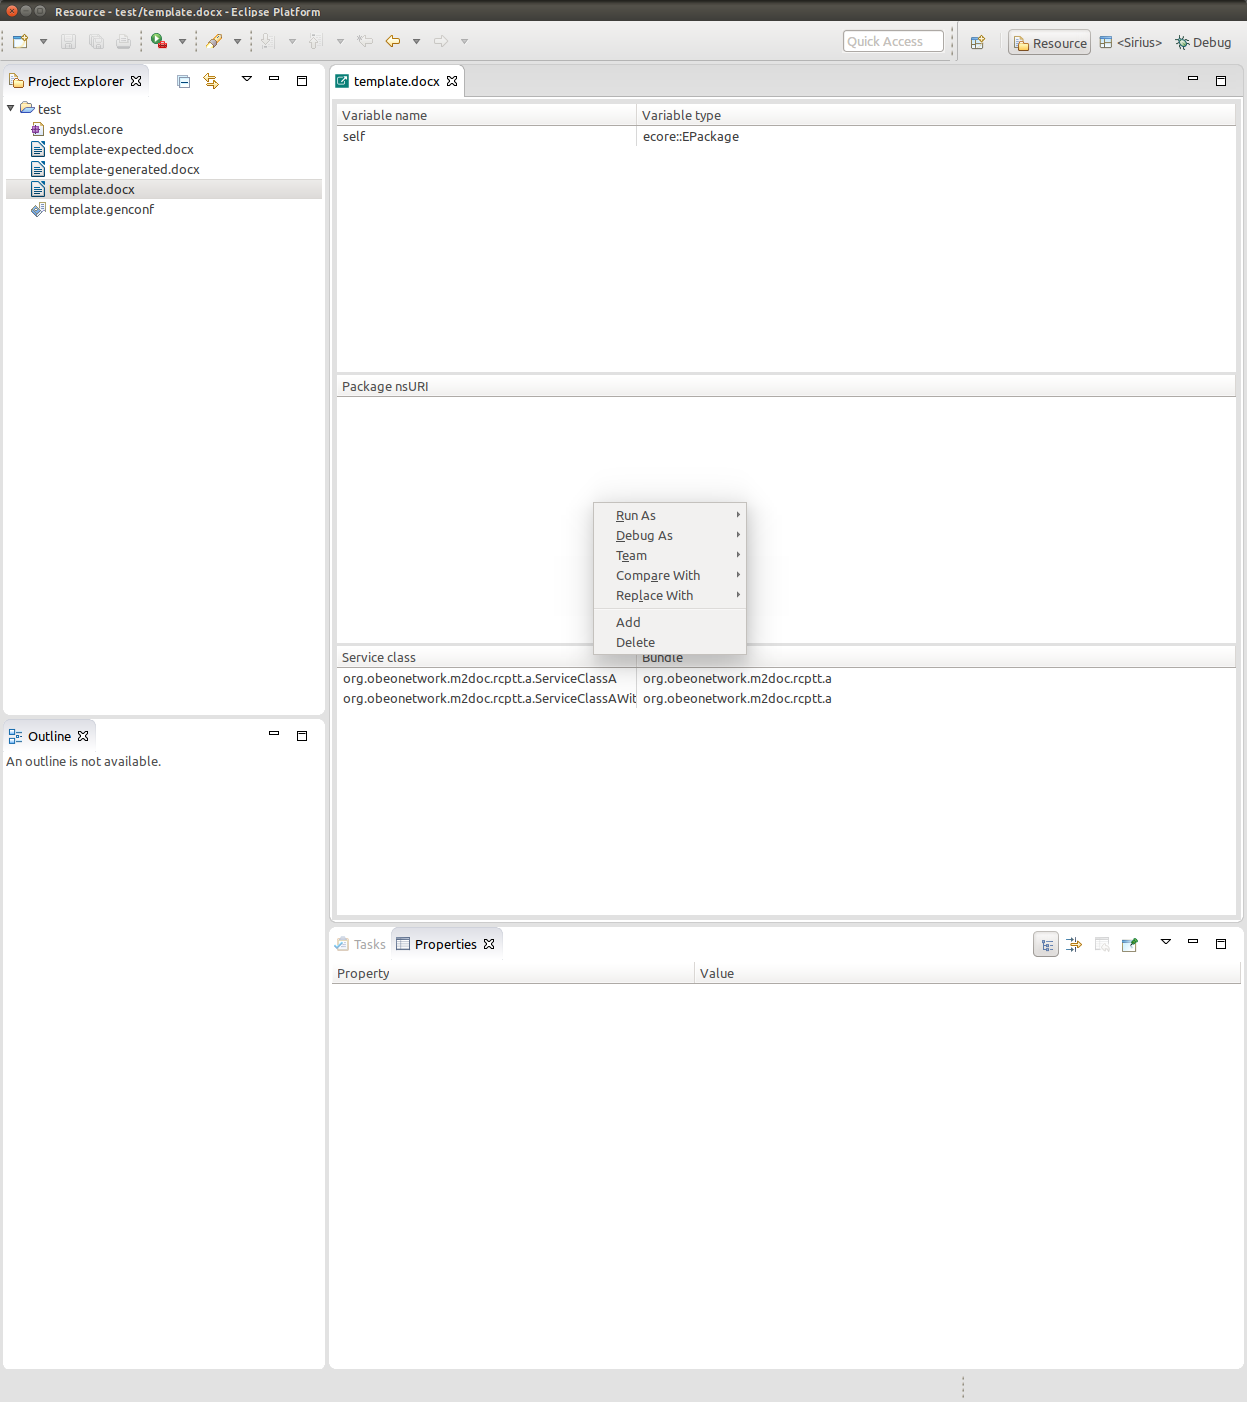 Resource - test/template.docx - Eclipse Platform
Quick Access
Resource
<Sirius>
Debug
Project Explorer
test
anydsl.ecore
template-expected.docx
template-generated.docx
template.docx
template.genconf
Outline
An outline is not available.
template.docx
Variable name
Variable type
self
ecore::EPackage
Package nsURI
Run As
Debug As
Team
Compare With
Replace With
Add
Delete
Service class
Bundle
org.obeonetwork.m2doc.rcptt.a.ServiceClassA
org.obeonetwork.m2doc.rcptt.a
org.obeonetwork.m2doc.rcptt.a.ServiceClassAWit
org.obeonetwork.m2doc.rcptt.a
Tasks
Properties
Property
Value